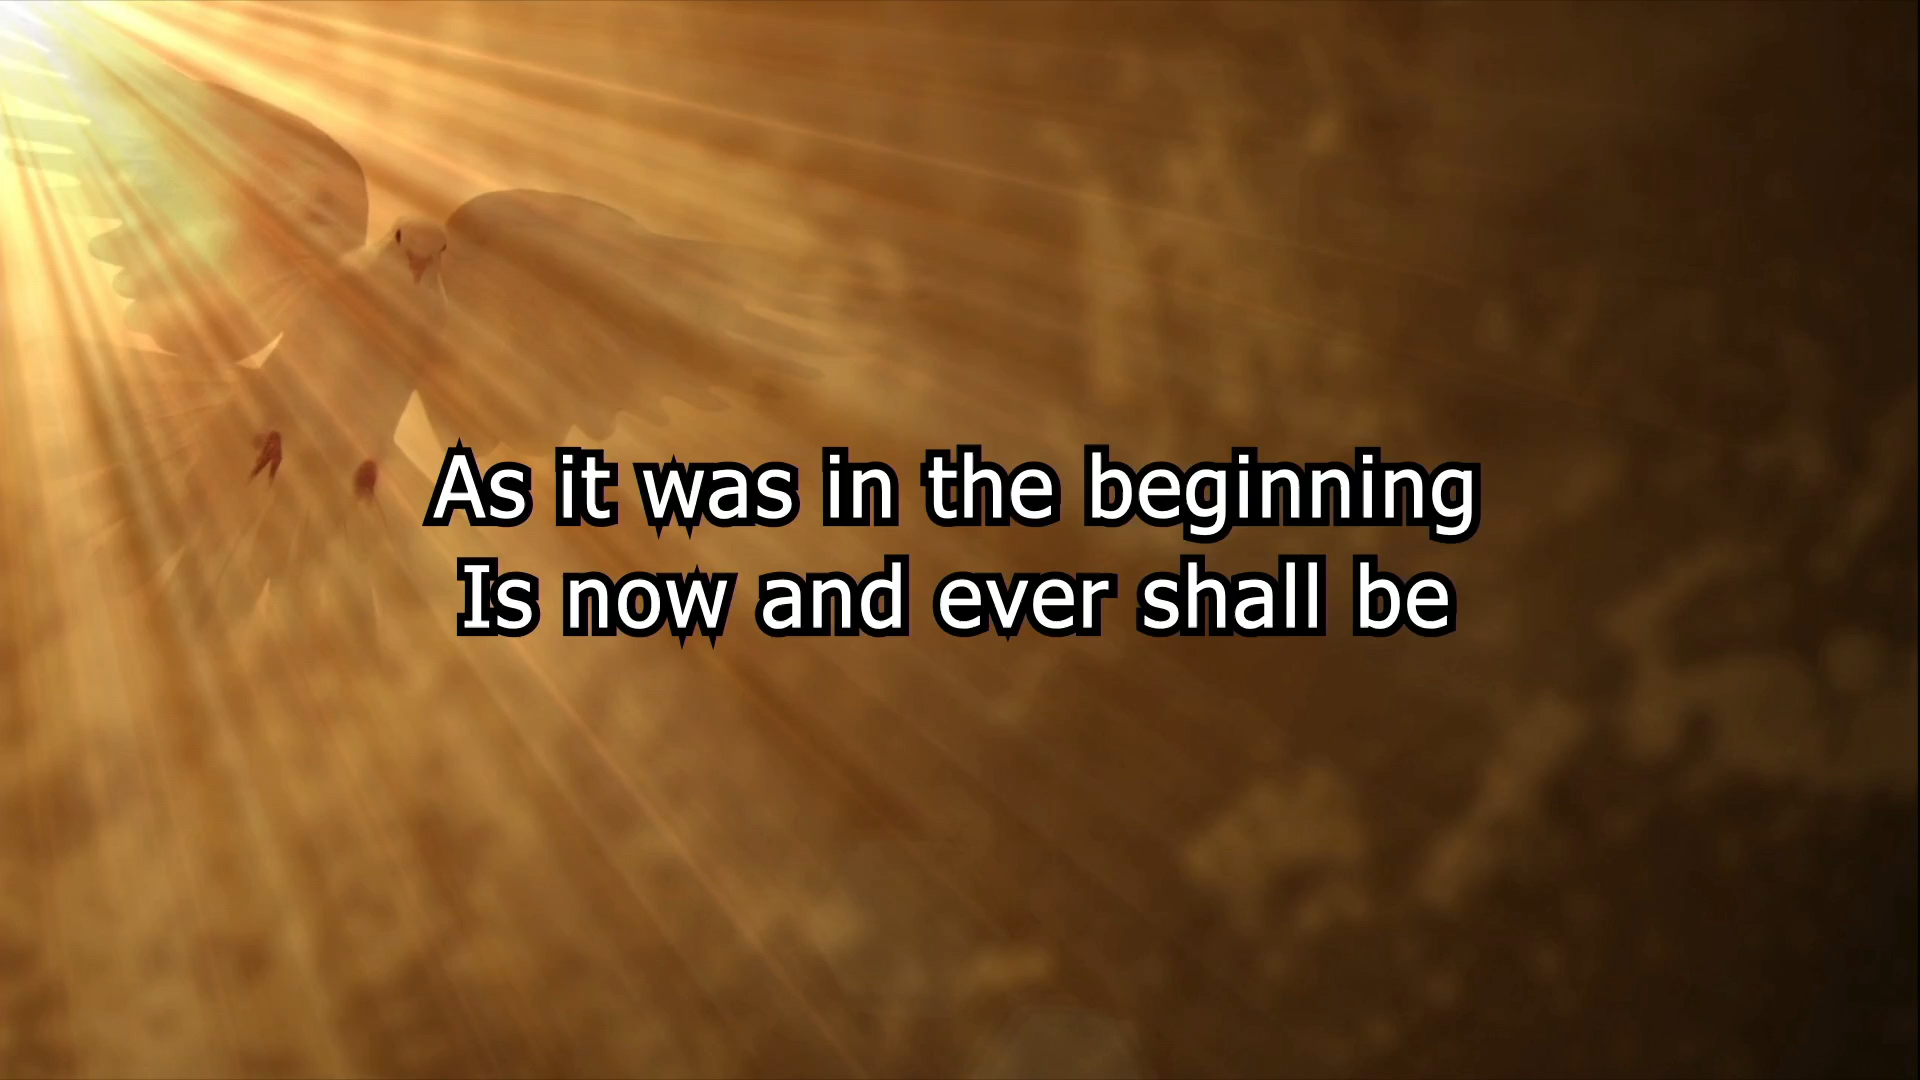 As it was in the beginning
Is now and ever shall be